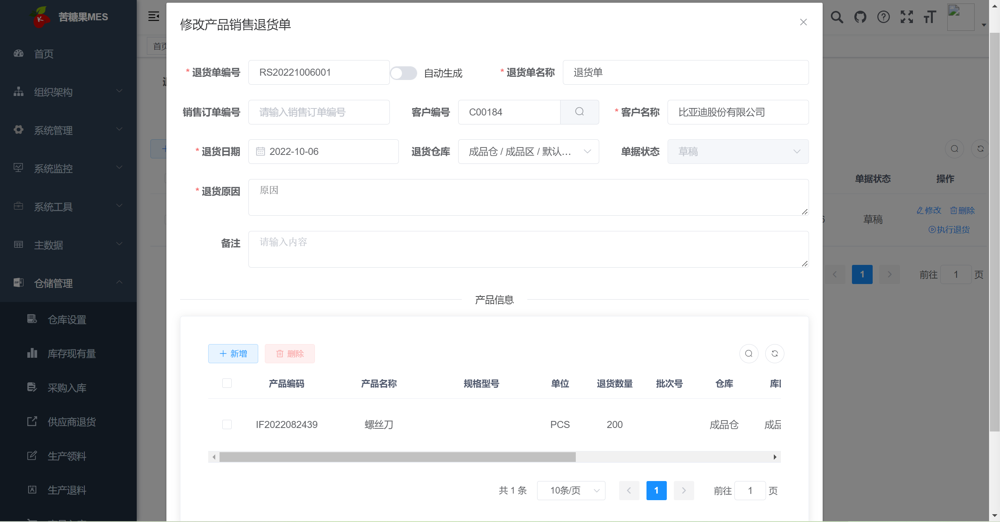 苦糖果MES
首页
组织架构
系统管理
系统监控
系统工具
主数据
仓储管理
仓库设置
库存现有量
采购入库
供应商退货
生产领料
生产退料
首页
修改产品销售退货单
* 退货单编号 RS20221006001 自动生成 * 退货单名称 退货单
销售订单编号 请输入销售订单编号 客户编号 C00184 * 客户名称 比亚迪股份有限公司
* 退货日期 2022-10-06 退货仓库 成品仓 / 成品区 / 默认... 单据状态 草稿
* 退货原因 原因
备注 请输入内容
产品信息
新增 删除
产品编码 产品名称 规格型号 单位 退货数量 批次号 仓库
IF2022082439 螺丝刀 PCS 200 成品仓 成品
共 1 条 10条/页 1 前往 1 页
单据状态 操作
草稿 修改 删除
执行退货
1 前往 1 页